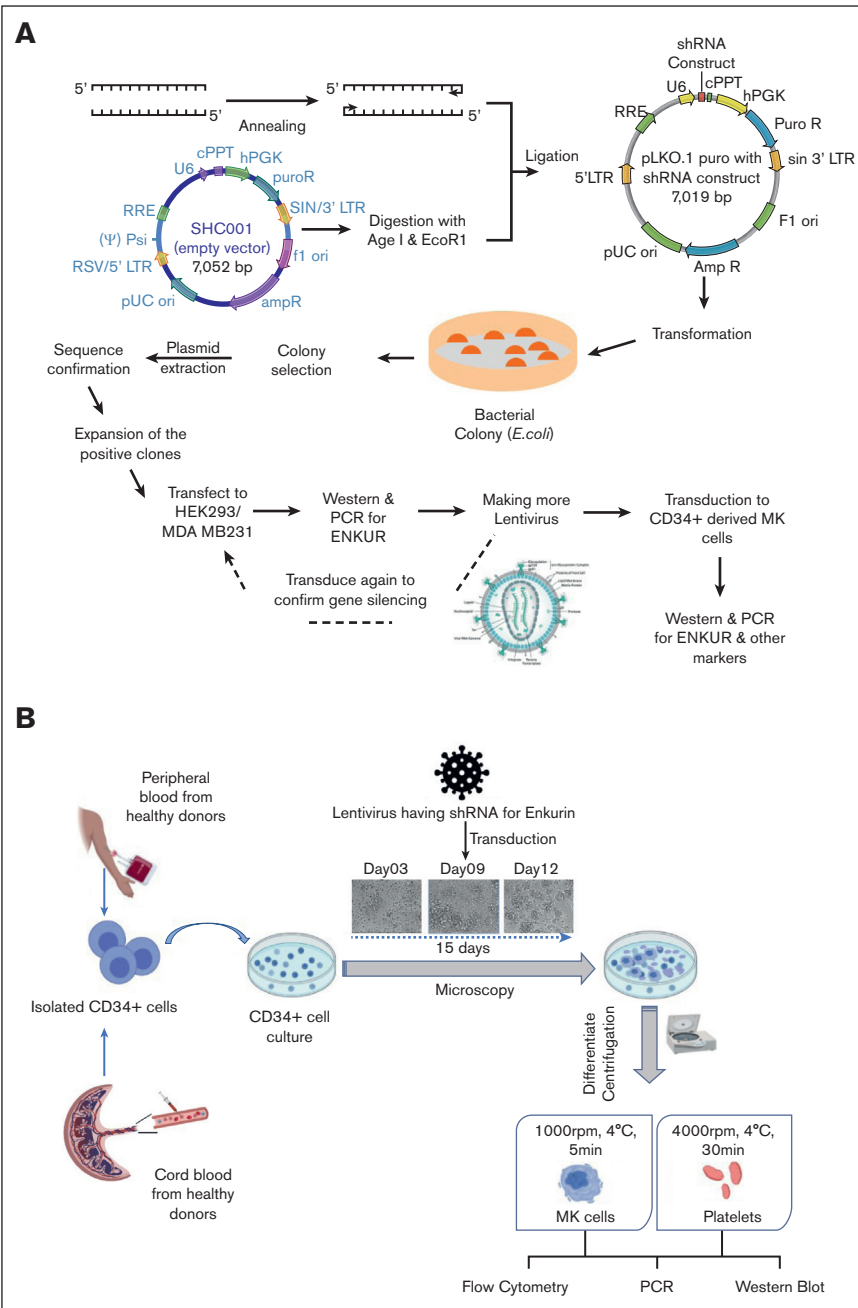 A
5’
5’
Annealing
5’
5’
Ligation
shRNA
Construct
U6
cPPT
hPGK
RRE
Puro R
5'LTR
sin 3' LTR
pLKO.1 puro with
shRNA construct
7,019 bp
F1 ori
pUC ori
Amp R
cPPT
U6
hPGK
puroR
RRE
SIN/3' LTR
(Ψ) Psi
SHC001
(empty vector)
7,052 bp
RSV/5' LTR
f1 ori
pUC ori
ampR
Digestion with
Age I & EcoR1
Transformation
Bacterial
Colony (E.coli)
Colony
selection
Plasmid
extraction
Sequence
confirmation
Expansion of the
positive clones
Transfect to
HEK293/
MDA MB231
Western &
PCR for
ENKUR
Making more
Lentivirus
Transduction to
CD34+ derived MK
cells
Transduce again to
confirm gene silencing
Western & PCR
for ENKUR & other
markers
B
Peripheral
blood from
healthy donors
Lentivirus having shRNA for Enkurin
Transduction
Day03
Day09
Day12
15 days
Microscopy
Isolated CD34+ cells
CD34+ cell
culture
Differentiate
Centrifugation
Cord blood
from healthy
donors
1000rpm, 4°C,
5min
MK cells
4000rpm, 4°C,
30min
Platelets
Flow Cytometry
PCR
Western Blot